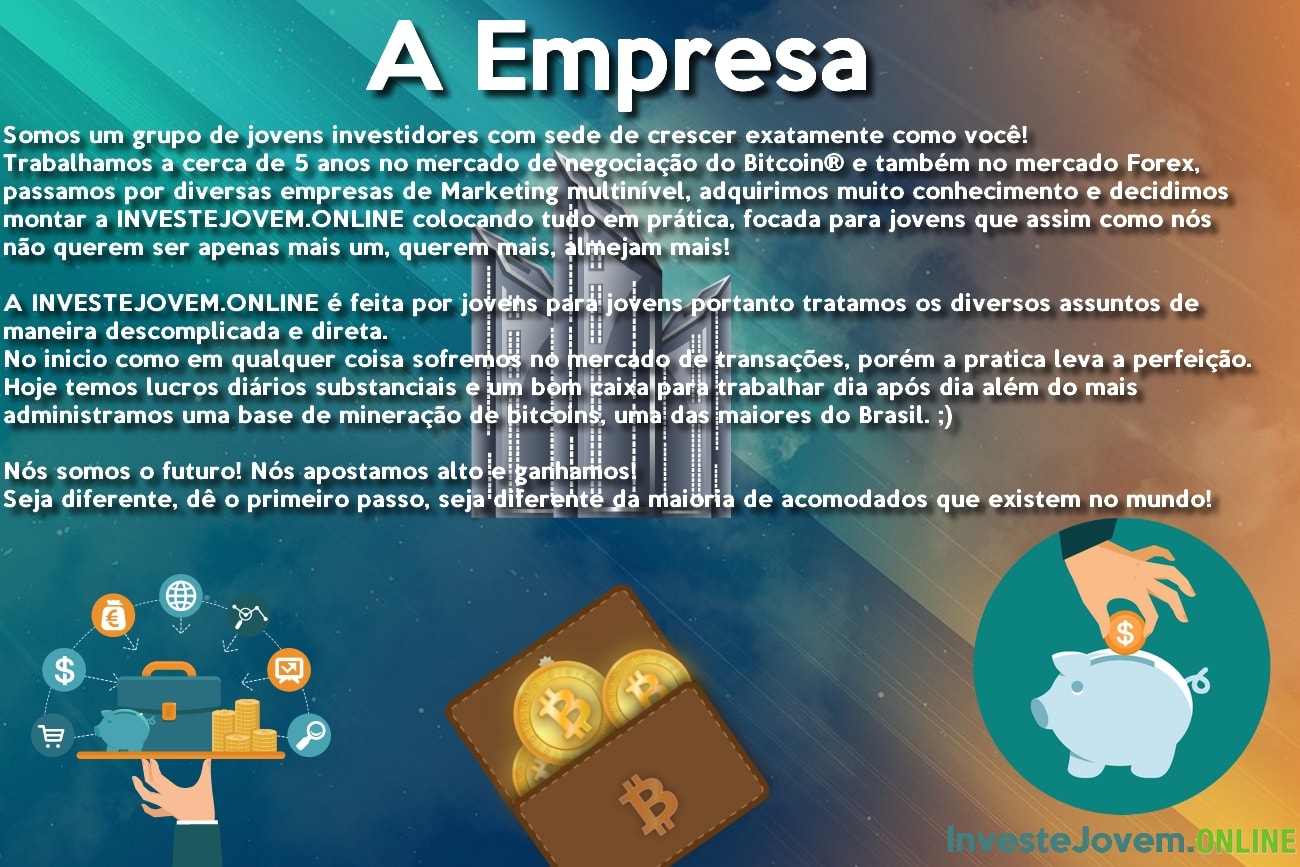 A Empresa
Somos um grupo de jovens investidores com sede de crescer exatamente como você!
Trabalhamos a cerca de 5 anos no mercado de negociação do Bitcoin® e também no mercado Forex,
passamos por diversas empresas de Marketing multinível, adquirimos muito conhecimento e decidimos
montar a INVESTEJOVEM.ONLINE colocando tudo em prática, focada para jovens que assim como nós
não querem ser apenas mais um, querem mais, almejam mais!
A INVESTEJOVEM.ONLINE é feita por jovens para jovens portanto tratamos os diversos assuntos de
maneira descomplicada e direta.
No inicio como em qualquer coisa sofremos no mercado de transações, porém a pratica leva a perfeição.
Hoje temos lucros diários substanciais e um bom caixa para trabalhar dia após dia além do mais
administramos uma base de mineração de bitcoins, uma das maiores do Brasil. ;)
Nós somos o futuro! Nós apostamos alto e ganhamos!
Seja diferente, dê o primeiro passo, seja diferente da maioria de acomodados que existem no mundo!
InvesteJovem.ONLINE